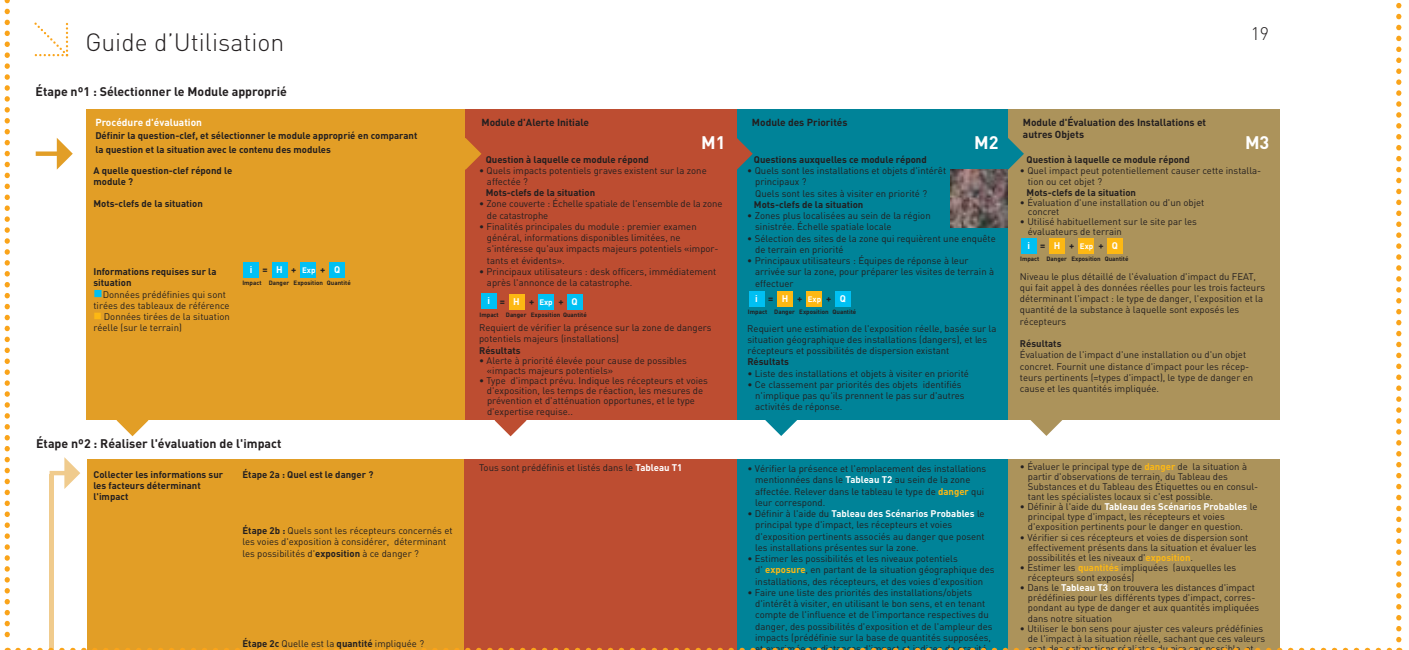 Guide d'Utilisation
19
Étape nº1 : Sélectionner le Module approprié
Procédure d'évaluation
Définir la question-clef, et sélectionner le module approprié en comparant
la question et la situation avec le contenu des modules
A quelle question-clef répond le
module ?
Mots-clefs de la situation
Informations requises sur la
situation
Données prédéfinies qui sont
tirées des tableaux de référence
Données tirées de la situation
réelle (sur le terrain)
i = H + Exp + Q
Impact Danger Exposition Quantité
Module d'Alerte Initiale
M1
Question à laquelle ce module répond
• Quels impacts potentiels graves existent sur la zone
affectée ?
Mots-clefs de la situation
• Zone couverte : Échelle spatiale de l'ensemble de la zone
de catastrophe
• Finalités principales du module : premier examen
général, informations disponibles limitées, ne
s'intéresse qu'aux impacts majeurs potentiels «impor-
tants et évidents».
• Principaux utilisateurs : desk officers, immédiatement
après l'annonce de la catastrophe.
i = H + Exp + Q
Impact Danger Exposition Quantité
Requiert de vérifier la présence sur la zone de dangers
potentiels majeurs (installations)
Résultats
• Alerte à priorité élevée pour cause de possibles
«impacts majeurs potentiels»
• Type d'impact prévu. Indique les récepteurs et voies
d'exposition, les temps de réaction, les mesures de
prévention et d'atténuation opportunes, et le type
d'expertise requise..
Module des Priorités
M2
Questions auxquelles ce module répond
• Quels sont les installations et objets d'intérêt
principaux ?
Quels sont les sites à visiter en priorité ?
Mots-clefs de la situation
• Zones plus localisées au sein de la région
sinistrée. Échelle spatiale locale
• Sélection des sites de la zone qui requièrent une enquête
de terrain en priorité
• Principaux utilisateurs : Équipes de réponse à leur
arrivée sur la zone, pour préparer les visites de terrain à
effectuer
i = H + Exp + Q
Impact Danger Exposition Quantité
Requiert une estimation de l'exposition réelle, basée sur la
situation géographique des installations (dangers), et les
récepteurs et possibilités de dispersion existant
Résultats
• Liste des installations et objets à visiter en priorité
• Ce classement par priorités des objets identifiés
n'implique pas qu'ils prennent le pas sur d'autres
activités de réponse.
Module d'Évaluation des Installations et
autres Objets
M3
Question à laquelle ce module répond
• Quel impact peut potentiellement causer cette installa-
tion ou cet objet ?
Mots-clefs de la situation
• Évaluation d'une installation ou d'un objet
concret
• Utilisé habituellement sur le site par les
évaluateurs de terrain
i = H + Exp + Q
Impact Danger Exposition Quantité
Niveau le plus détaillé de l'évaluation d'impact du FEAT,
qui fait appel à des données réelles pour les trois facteurs
déterminant l'impact : le type de danger, l'exposition et la
quantité de la substance à laquelle sont exposés les
récepteurs
Résultats
Évaluation de l'impact d'une installation ou d'un objet
concret. Fournit une distance d'impact pour les récep-
teurs pertinents (=types d'impact), le type de danger en
cause et les quantités impliquée.
Étape nº2 : Réaliser l'évaluation de l'impact
Collecter les informations sur
les facteurs déterminant
l'impact
Étape 2a : Quel est le danger ?
Étape 2b : Quels sont les récepteurs concernés et
les voies d'exposition à considérer, déterminant
les possibilités d'exposition à ce danger ?
Étape 2c Quelle est la quantité impliquée ?
Tous sont prédéfinis et listés dans le Tableau T1
• Vérifier la présence et l'emplacement des installations
mentionnées dans le Tableau T2 au sein de la zone
affectée. Relever dans le tableau le type de danger qui
leur correspond.
• Définir à l'aide du Tableau des Scénarios Probables le
principal type d'impact, les récepteurs et voies
d'exposition pertinents associés au danger que posent
les installations présentes sur la zone.
• Estimer les possibilités et les niveaux potentiels
d'exposure, en partant de la situation géographique des
installations, des récepteurs, et des voies d'exposition
• Faire une liste des priorités des installations/objets
d'intérêt à visiter, en utilisant le bon sens, et en tenant
compte de l'influence et de l'importance respectives du
danger, des possibilités d'exposition et de l'ampleur des
impacts (prédéfinie sur la base de quantités supposées,
• Évaluer le principal type de danger de la situation à
partir d'observations de terrain, du Tableau des
Substances et du Tableau des Étiquettes ou en consul-
tant les spécialistes locaux si c'est possible.
• Définir à l'aide du Tableau des Scénarios Probables le
principal type d'impact, les récepteurs et voies
d'exposition pertinents pour le danger en question.
• Vérifier si ces récepteurs et voies de dispersion sont
effectivement présents dans la situation et évaluer les
possibilités et les niveaux d'exposition
• Estimer les quantités impliquées (auxquelles les
récepteurs sont exposés)
• Dans le Tableau T3 on trouvera les distances d'impact
prédéfinies pour les différents types d'impact, corres-
pondant au type de danger et aux quantités impliquées
dans notre situation
• Utiliser le bon sens pour ajuster ces valeurs prédéfinies
de l'impact à la situation réelle, sachant que ces valeurs